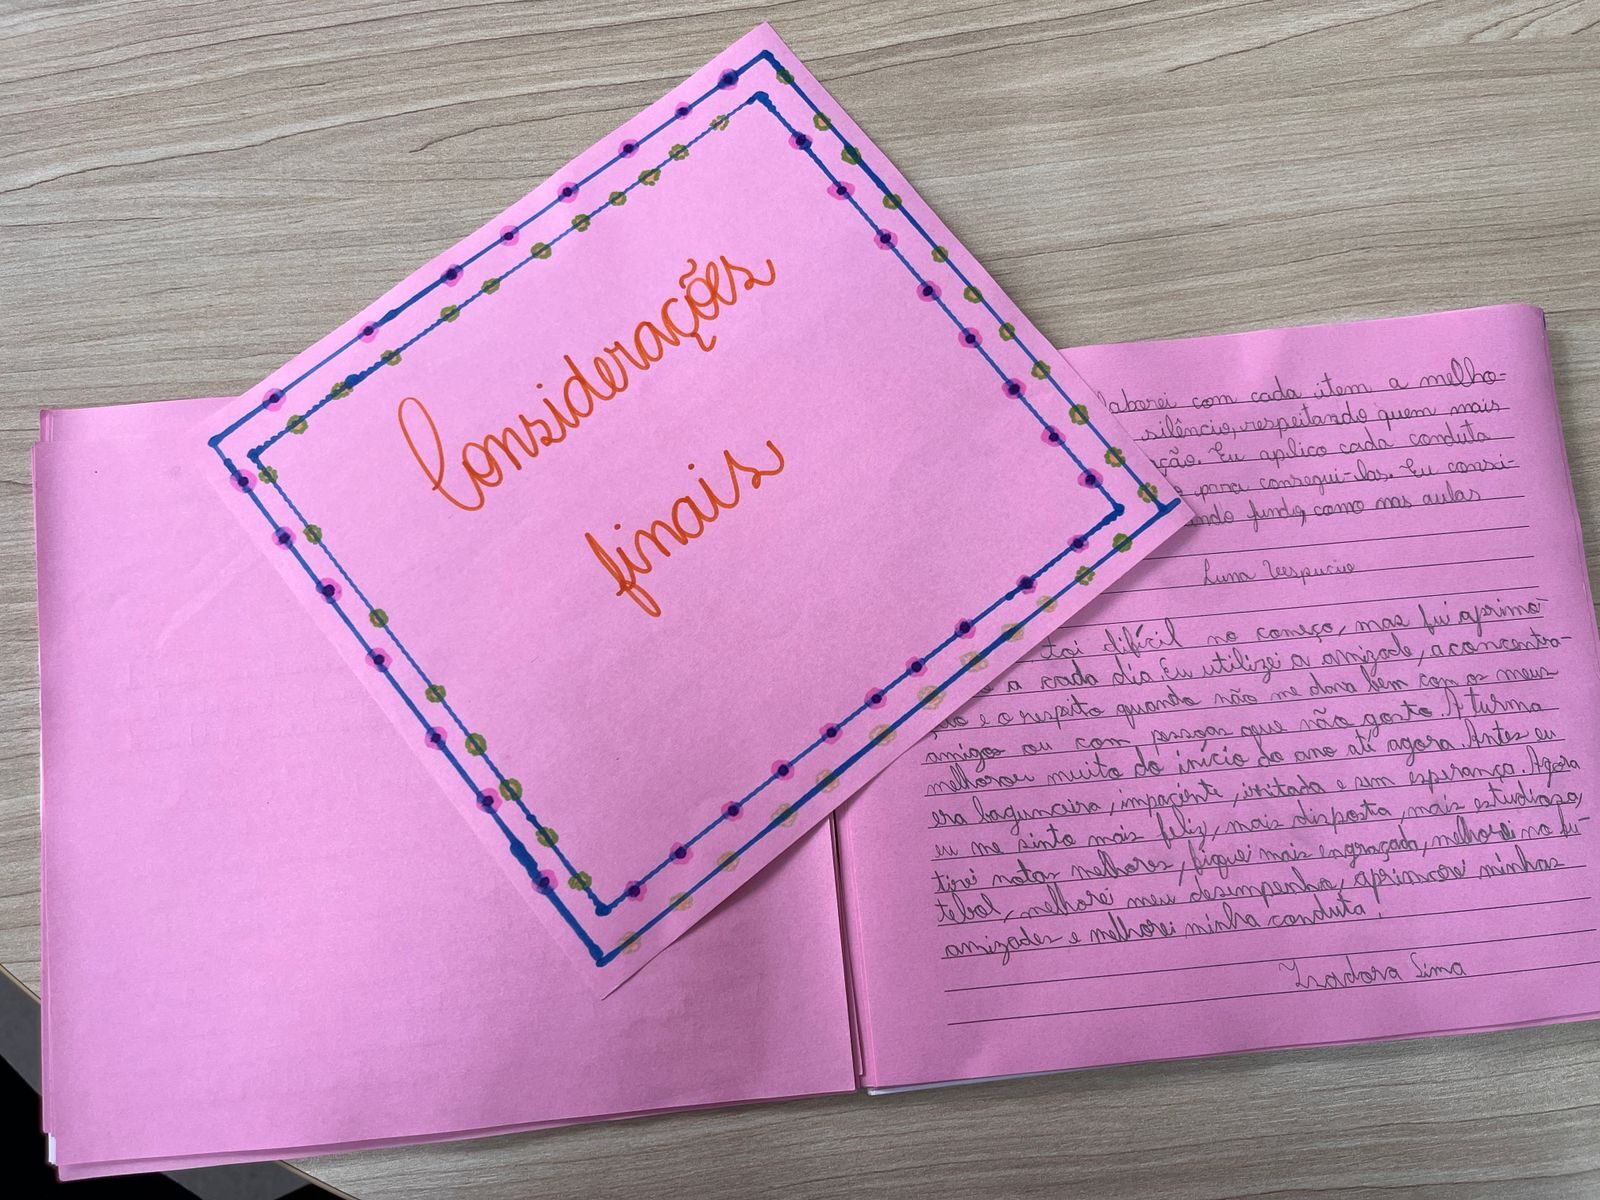 Considerações
finais
laborei com cada item a melho-
silêncio, respeitando quem mais
ção. Eu aplico cada conduta
para consegui-las. Eu consi-
ando fundo, como nas aulas
Luna Vespucio
Foi difícil no começo, mas fui aprimo-
a cada dia. Eu utilizei a amizade, a concentra-
ção e o respeito quando não me dava bem com os meus
amigos ou com pessoas que não gosto. A turma
melhorou muito do início do ano até agora. Antes eu
era bagunceira, impaciente, iritada e sem esperança. Agora
eu me sinto mais feliz, mais disposta, mais estudiosa,
tirei notas melhores, fiquei mais engraçada, melhorei no fu-
tebol, melhorei meu desempenho, aprimorei minhas
amizades e melhorei minha conduta.
Izadora Lima